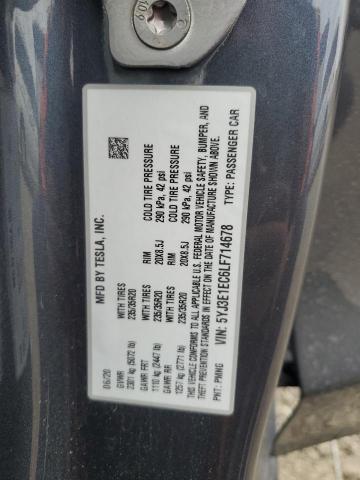 MFD BY TESLA, INC.
06/20
GVWR
2301 kg (5072 lb)
WITH TIRES
235/35R20
RIM
20X8.5J
COLD TIRE PRESSURE
290 kPa, 42 psi
GAWR FRT
1110 kg (2447 lb)
WITH TIRES
235/35R20
RIM
20X8.5J
COLD TIRE PRESSURE
290 kPa, 42 psi
GAWR RR
1257 kg (2771 lb)
THIS VEHICLE CONFORMS TO ALL APPLICABLE U.S. FEDERAL MOTOR VEHICLE SAFETY, BUMPER, AND
THEFT PREVENTION STANDARDS IN EFFECT ON THE DATE OF MANUFACTURE SHOWN ABOVE.
VIN: 5YJ3E1EC6LF714678
TYPE: PASSENGER CAR
PNT: PMNG